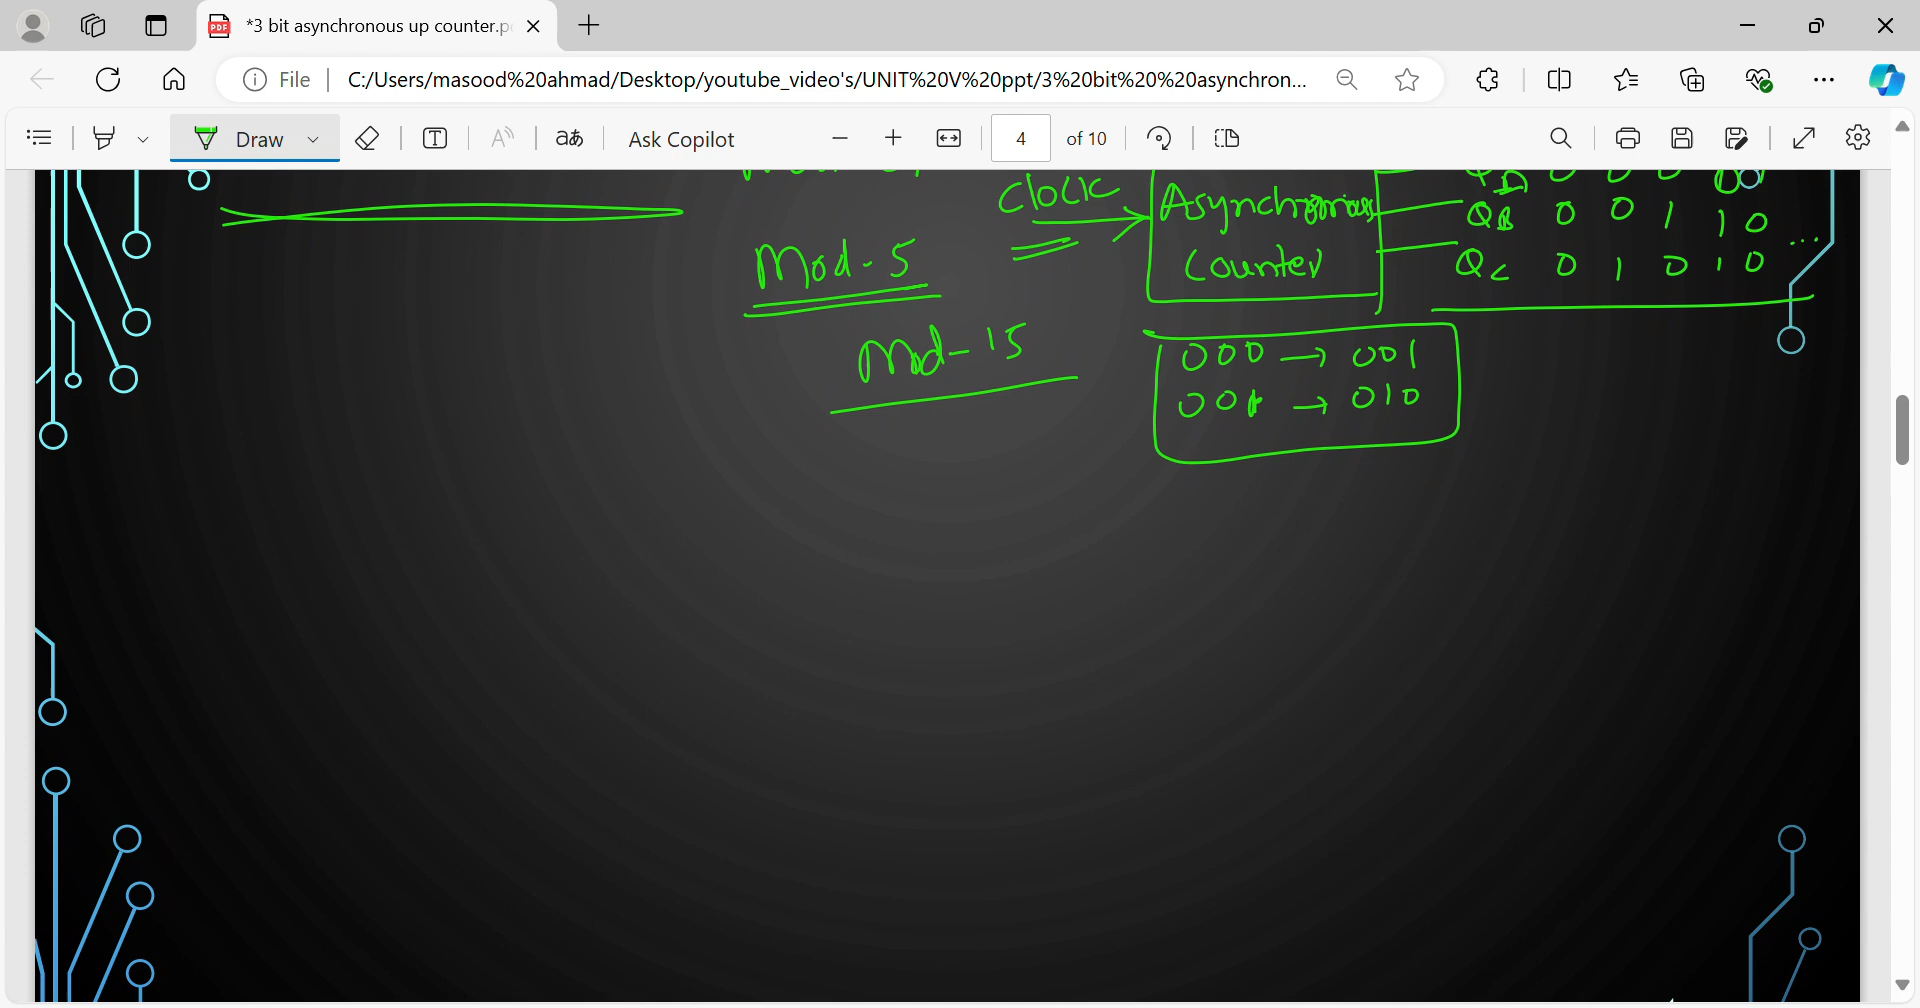 *3 bit asynchronous up counter.p
File
C:/Users/masood%20ahmad/Desktop/youtube_video's/UNIT%20V%20ppt/3%20bit%20%20asynchron...
Draw
Ask Copilot
4 of 10
Clock
Asynchronous
Counter
QB 0 0 1 1 0
QC 0 1 0 1 0 ...
Mod-5
Mod-15
000 → 001
001 → 010